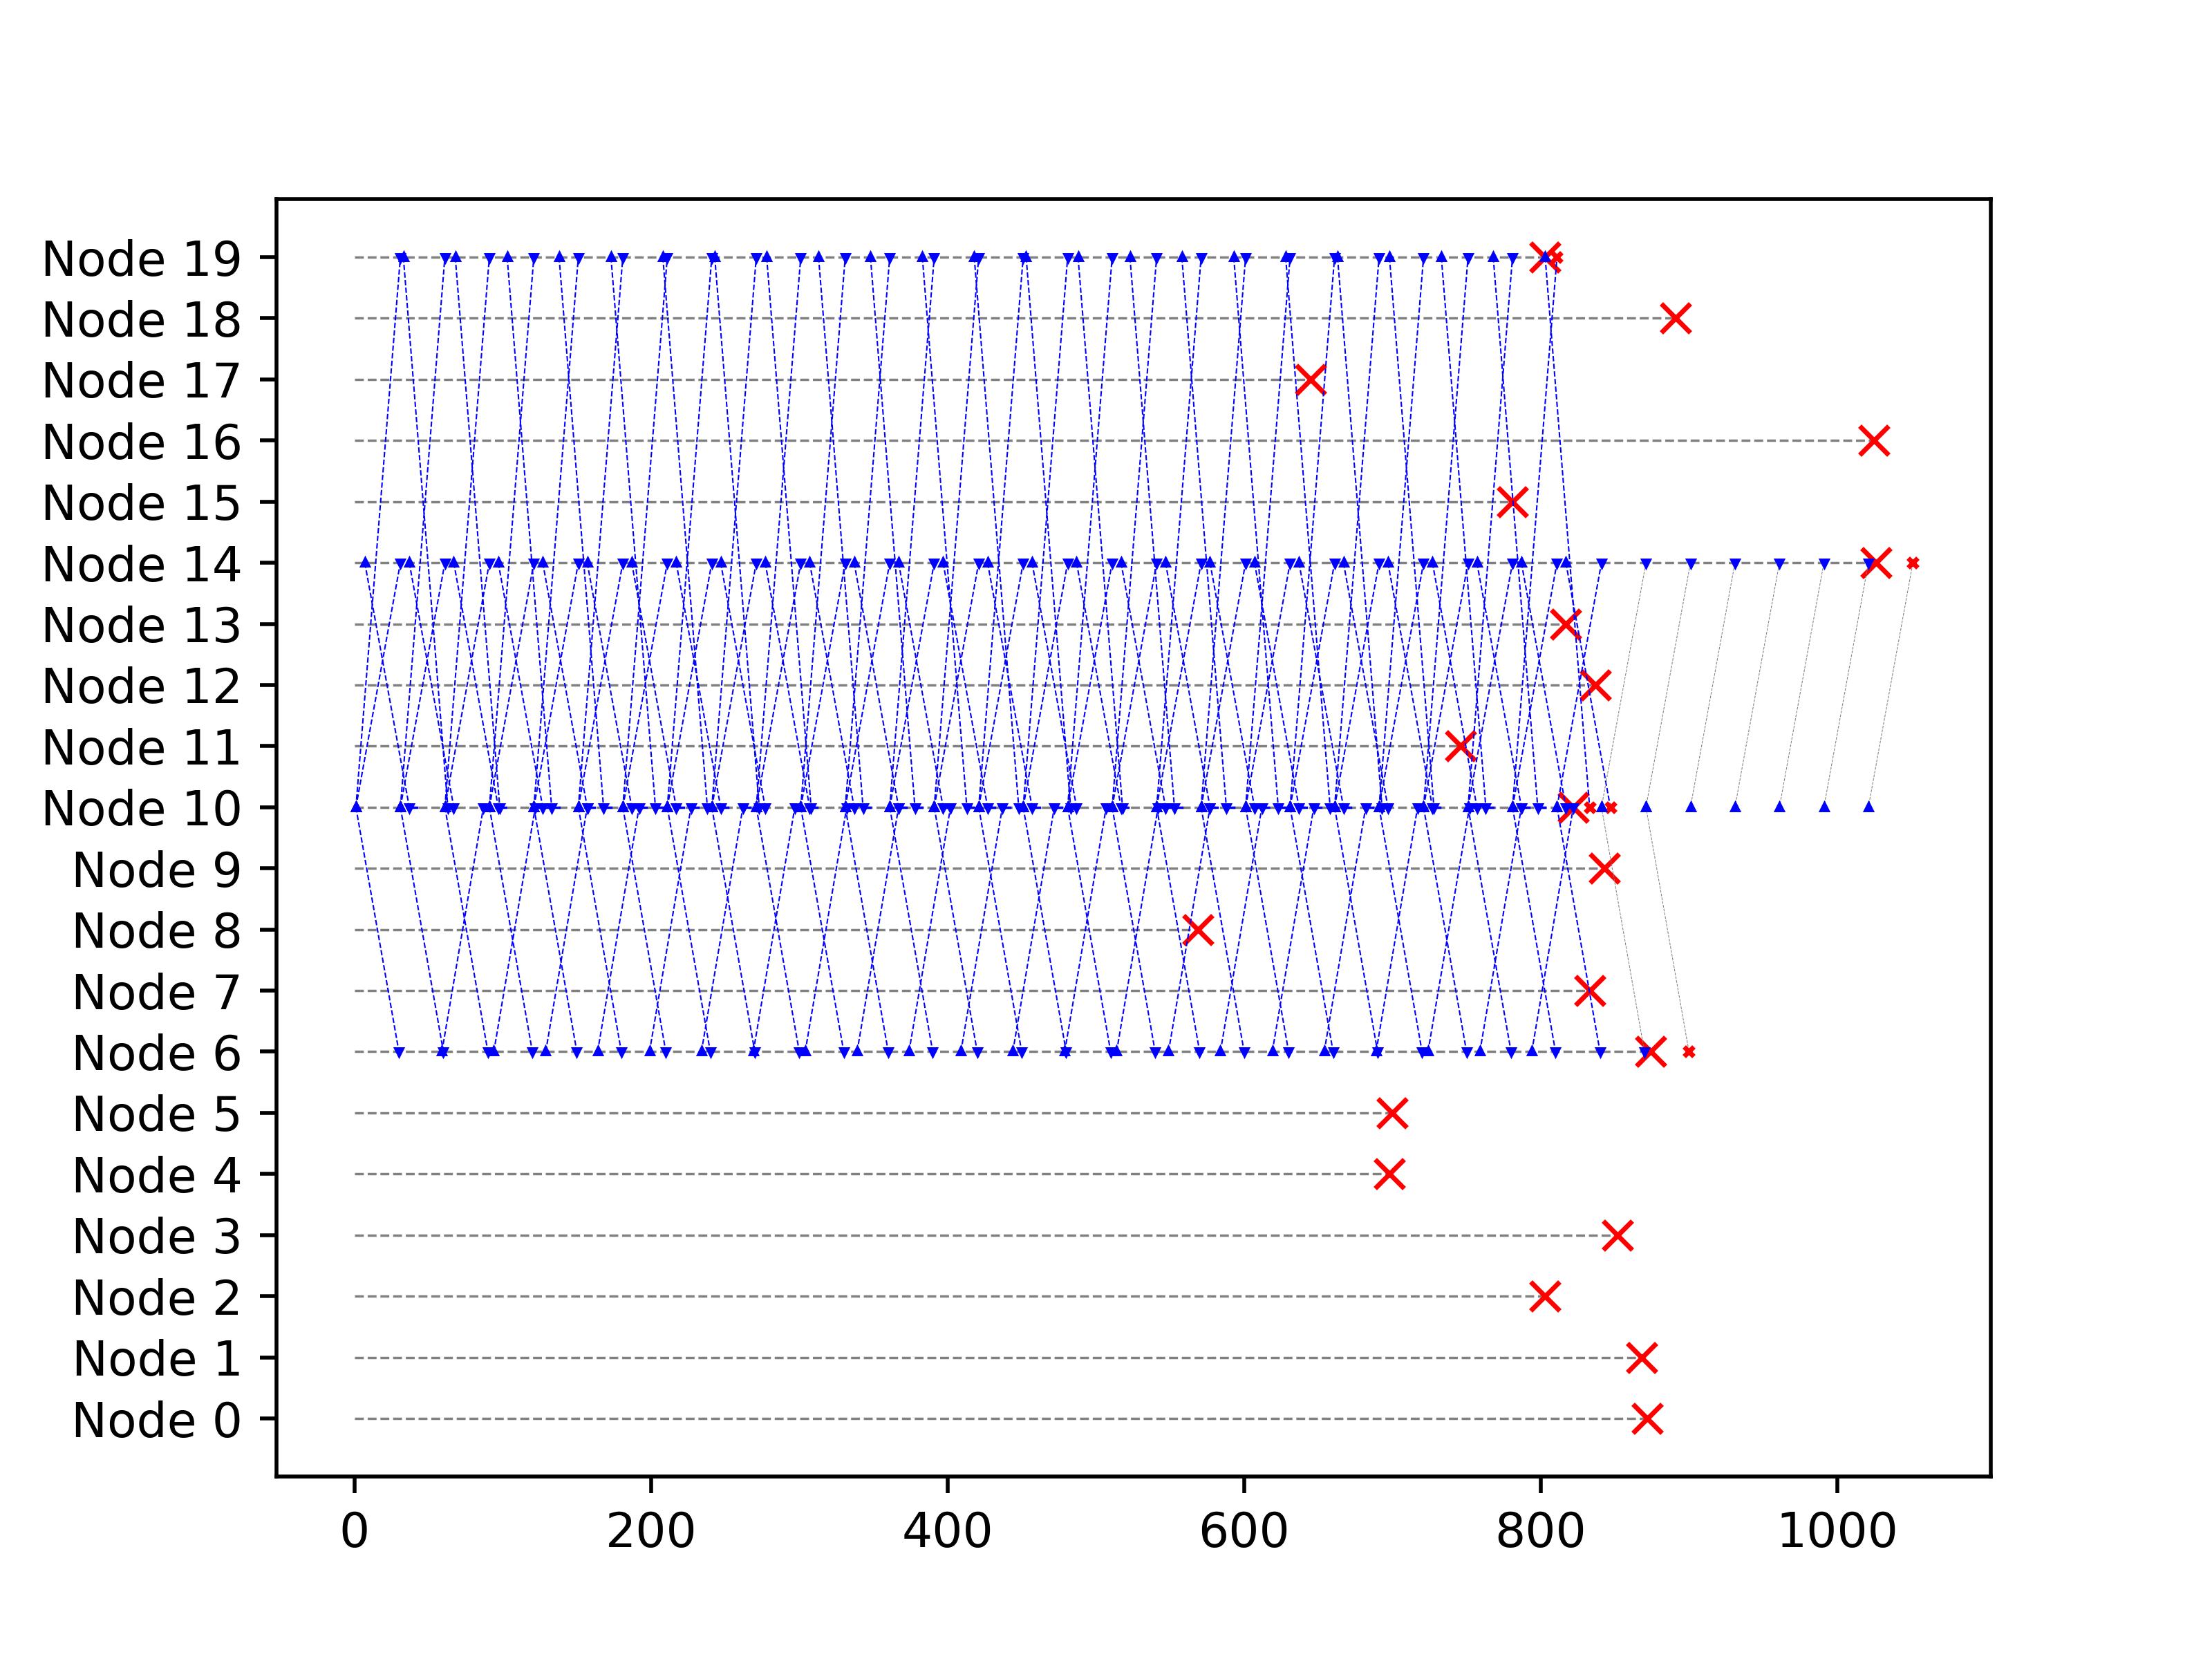 Node 19
Node 18
Node 17
Node 16
Node 15
Node 14
Node 13
Node 12
Node 11
Node 10
Node 9
Node 8
Node 7
Node 6
Node 5
Node 4
Node 3
Node 2
Node 1
Node 0
0 200 400 600 800 1000